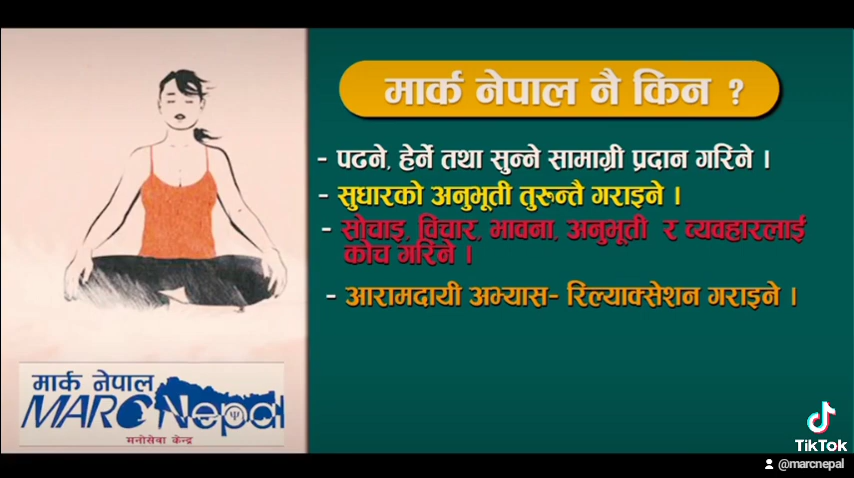 मार्क नेपाल नै किन ?
- पढने, हेर्ने तथा सुन्ने सामाग्री प्रदान गरिने ।
- सुधारको अनुभूती तुरुन्तै गराइने ।
- सोचाइ, विचार, भावना, अनुभूती र व्यवहारलाई
कोच गरिने ।
- आरामदायी अभ्यास- रिल्याक्सेशन गराइने ।
मार्क नेपाल
MARC Nepal
मनोसेवा केन्द्र
TikTok
@marcnepal